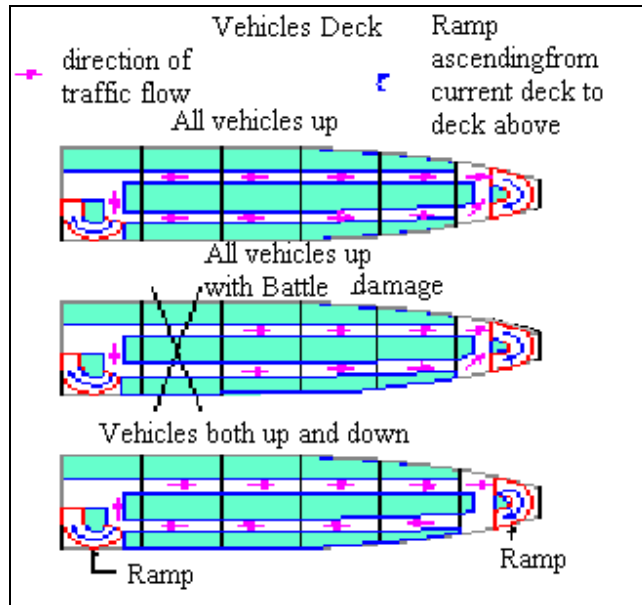 Vehicles Deck
direction of
traffic flow
Ramp
ascendingfrom
current deck to
deck above
All vehicles up
All vehicles up
with Battle damage
Vehicles both up and down
Ramp
Ramp